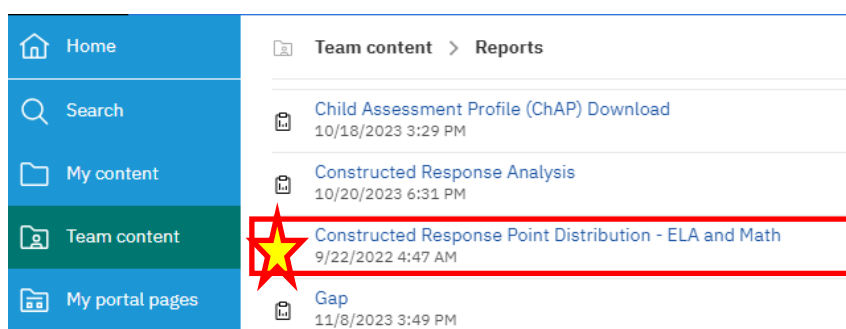 Home
Search
My content
Team content
My portal pages
Team content > Reports
Child Assessment Profile (ChAP) Download
10/18/2023 3:29 PM
Constructed Response Analysis
10/20/2023 6:31 PM
Constructed Response Point Distribution - ELA and Math
9/22/2022 4:47 AM
Gap
11/8/2023 3:49 PM